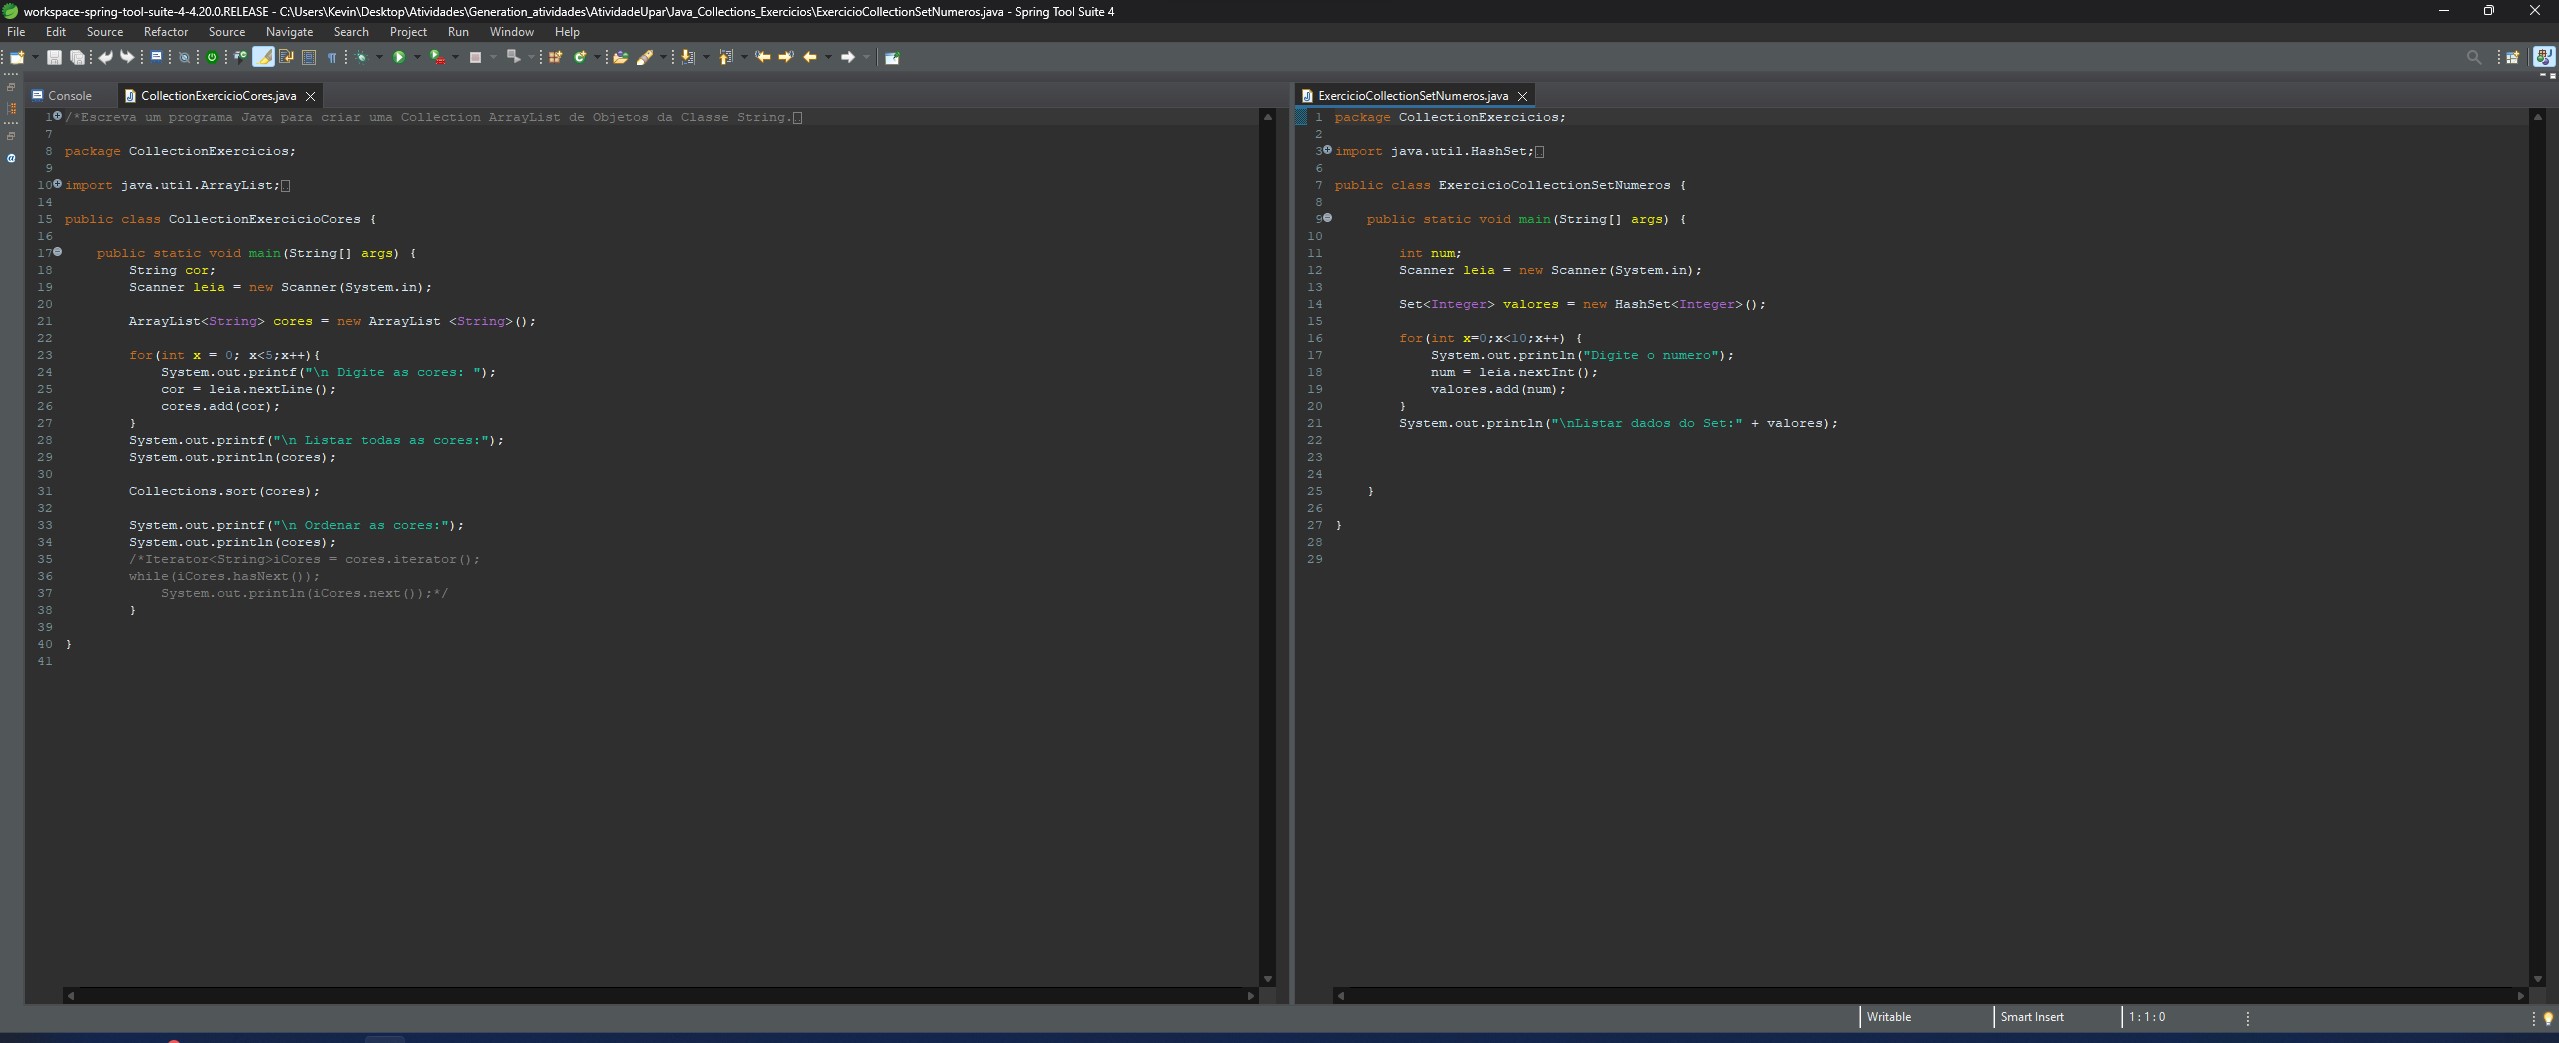 workspace-spring-tool-suite-4-4.20.0.RELEASE - C:\Users\Kevin\Desktop\Atividades\Generation_atividades\AtividadeUpar\Java_Collections_Exercicios\ExercicioCollectionSetNumeros.java - Spring Tool Suite 4
File Edit Source Refactor Source Navigate Search Project Run Window Help
Console CollectionExercicioCores.java
1 /*Escreva um programa Java para criar uma Collection ArrayList de Objetos da Classe String.
7
8 package CollectionExercicios;
9
10 import java.util.ArrayList;
14
15 public class CollectionExercicioCores {
16
17 public static void main(String[] args) {
18 String cor;
19 Scanner leia = new Scanner(System.in);
20
21 ArrayList<String> cores = new ArrayList <String>();
22
23 for(int x = 0; x<5;x++){
24 System.out.printf("\n Digite as cores: ");
25 cor = leia.nextLine();
26 cores.add(cor);
27 }
28 System.out.printf("\n Listar todas as cores:");
29 System.out.println(cores);
30
31 Collections.sort(cores);
32
33 System.out.printf("\n Ordenar as cores:");
34 System.out.println(cores);
35 /*Iterator<String>iCores = cores.iterator();
36 while(iCores.hasNext());
37 System.out.println(iCores.next());*/
38 }
39
40 }
41
ExercicioCollectionSetNumeros.java
1 package CollectionExercicios;
2
3 import java.util.HashSet;
6
7 public class ExercicioCollectionSetNumeros {
8
9 public static void main(String[] args) {
10
11 int num;
12 Scanner leia = new Scanner(System.in);
13
14 Set<Integer> valores = new HashSet<Integer>();
15
16 for(int x=0;x<10;x++) {
17 System.out.println("Digite o numero");
18 num = leia.nextInt();
19 valores.add(num);
20 }
21 System.out.println("\nListar dados do Set:" + valores);
22
23
24
25 }
26
27 }
28
29
Writable Smart Insert 1 : 1 : 0